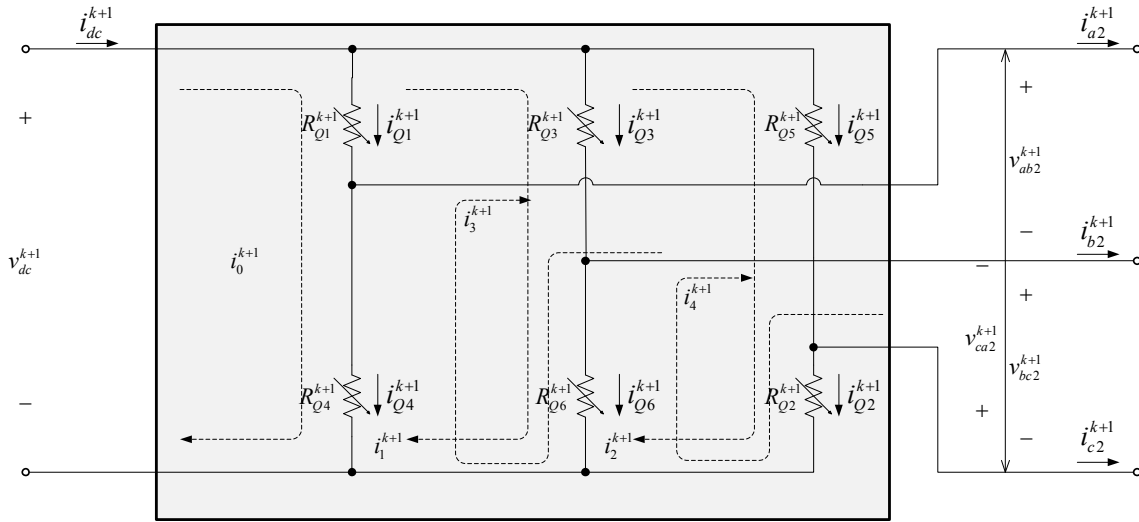 i_{dc}^{k+1} i_{a2}^{k+1}
+ +
R_{Q1}^{k+1} i_{Q1}^{k+1} R_{Q3}^{k+1} i_{Q3}^{k+1} R_{Q5}^{k+1} i_{Q5}^{k+1}
v_{ab2}^{k+1}
i_3^{k+1} − i_{b2}^{k+1}
v_{dc}^{k+1} i_0^{k+1} −
i_4^{k+1} +
v_{ca2}^{k+1} v_{bc2}^{k+1}
− R_{Q4}^{k+1} i_{Q4}^{k+1} R_{Q6}^{k+1} i_{Q6}^{k+1} R_{Q2}^{k+1} i_{Q2}^{k+1} +
i_1^{k+1} i_2^{k+1} − i_{c2}^{k+1}